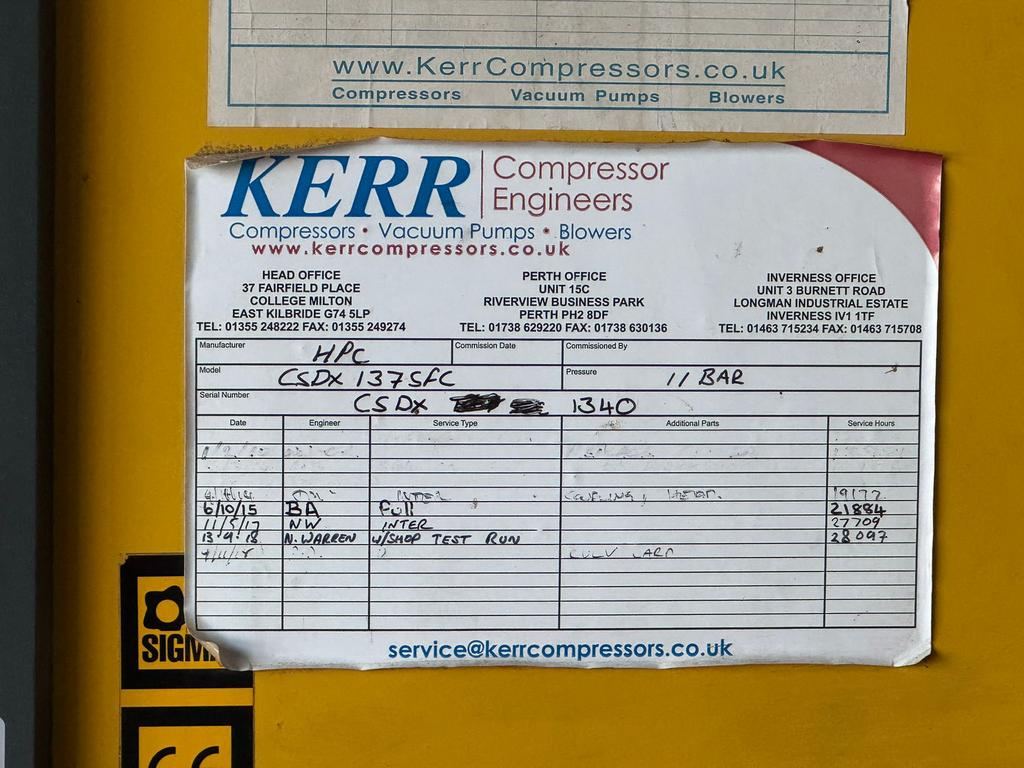 www.KerrCompressors.co.uk
Compressors Vacuum Pumps Blowers
KERR Compressor Engineers
Compressors • Vacuum Pumps • Blowers
www.kerrcompressors.co.uk
HEAD OFFICE
37 FAIRFIELD PLACE
COLLEGE MILTON
EAST KILBRIDE G74 5LP
TEL: 01355 248222 FAX: 01355 249274
PERTH OFFICE
UNIT 15C
RIVERVIEW BUSINESS PARK
PERTH PH2 8DF
TEL: 01738 629220 FAX: 01738 630136
INVERNESS OFFICE
UNIT 3 BURNETT ROAD
LONGMAN INDUSTRIAL ESTATE
INVERNESS IV1 1TF
TEL: 01463 715234 FAX: 01463 715708
Manufacturer HPC Commission Date Commissioned By
Model CSDX 137SFC Pressure 11 BAR
Serial Number CSDX 1340
Date Engineer Service Type Additional Parts Service Hours
INTER COUPLING, 19177
6/10/15 BA Full 21884
11/5/17 NW INTER 27709
13.9.18 N.WARREN W/SHOP TEST RUN 28097
service@kerrcompressors.co.uk
SIGM
CE